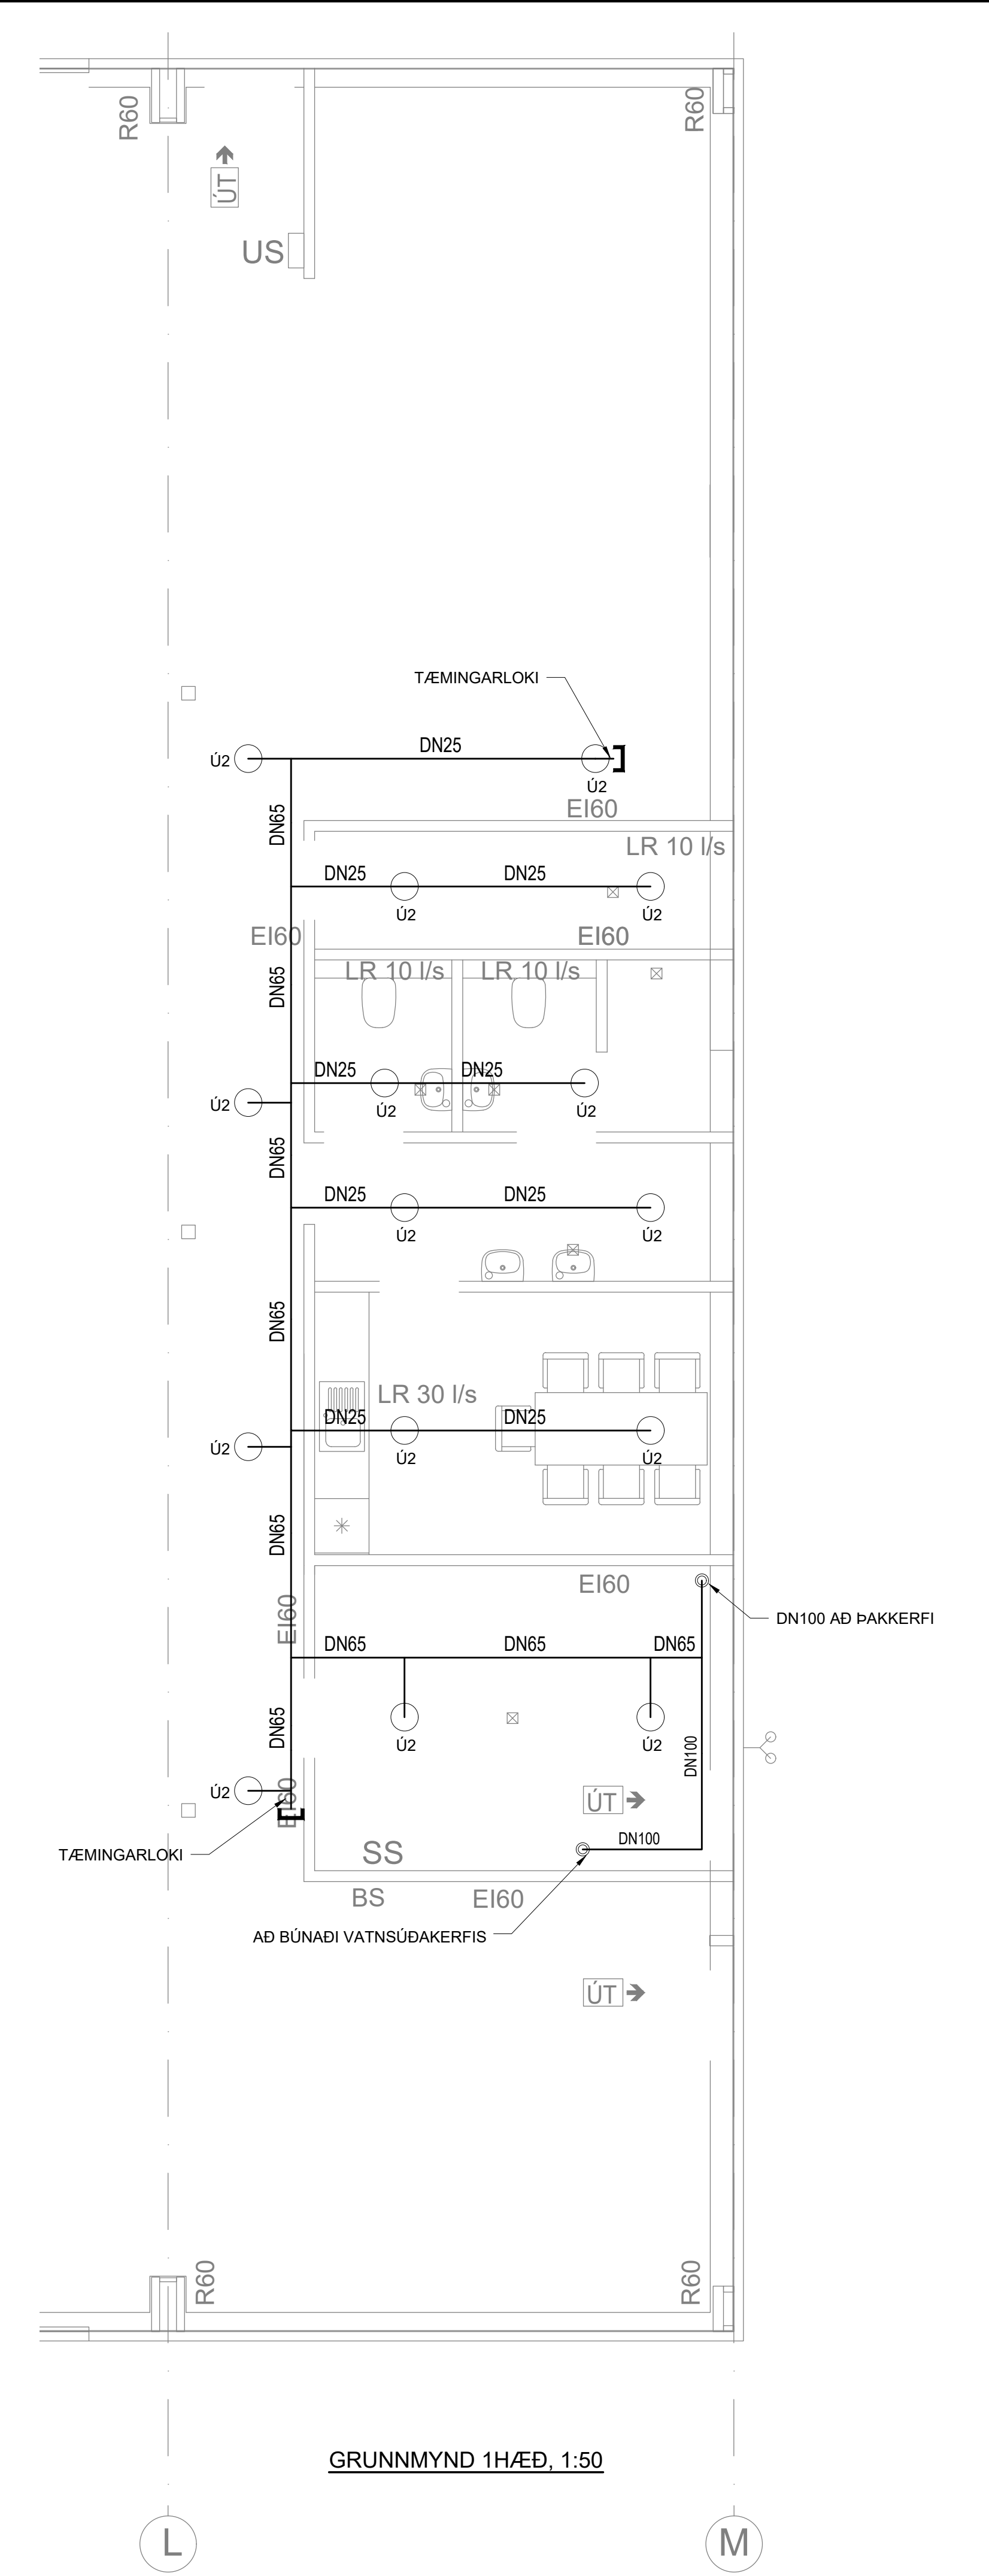 R60
R60
ÚT
US
TÆMINGARLOKI
DN25
Ú2
Ú2
EI60
DN65
LR 10 l/s
DN25
DN25
Ú2
Ú2
EI60
EI60
LR 10 l/s
LR 10 l/s
DN65
DN25
DN25
Ú2
Ú2
Ú2
DN65
DN25
DN25
Ú2
Ú2
DN65
LR 30 l/s
DN25
DN25
Ú2
Ú2
Ú2
DN65
EI60
EI60
DN100 AÐ ÞAKKERFI
DN65
DN65
DN65
DN65
Ú2
Ú2
DN100
Ú2
EI60
ÚT
DN100
TÆMINGARLOKI
SS
BS
EI60
AÐ BÚNAÐI VATNSÚÐAKERFIS
ÚT
R60
R60
GRUNNMYND 1HÆÐ, 1:50
L
M